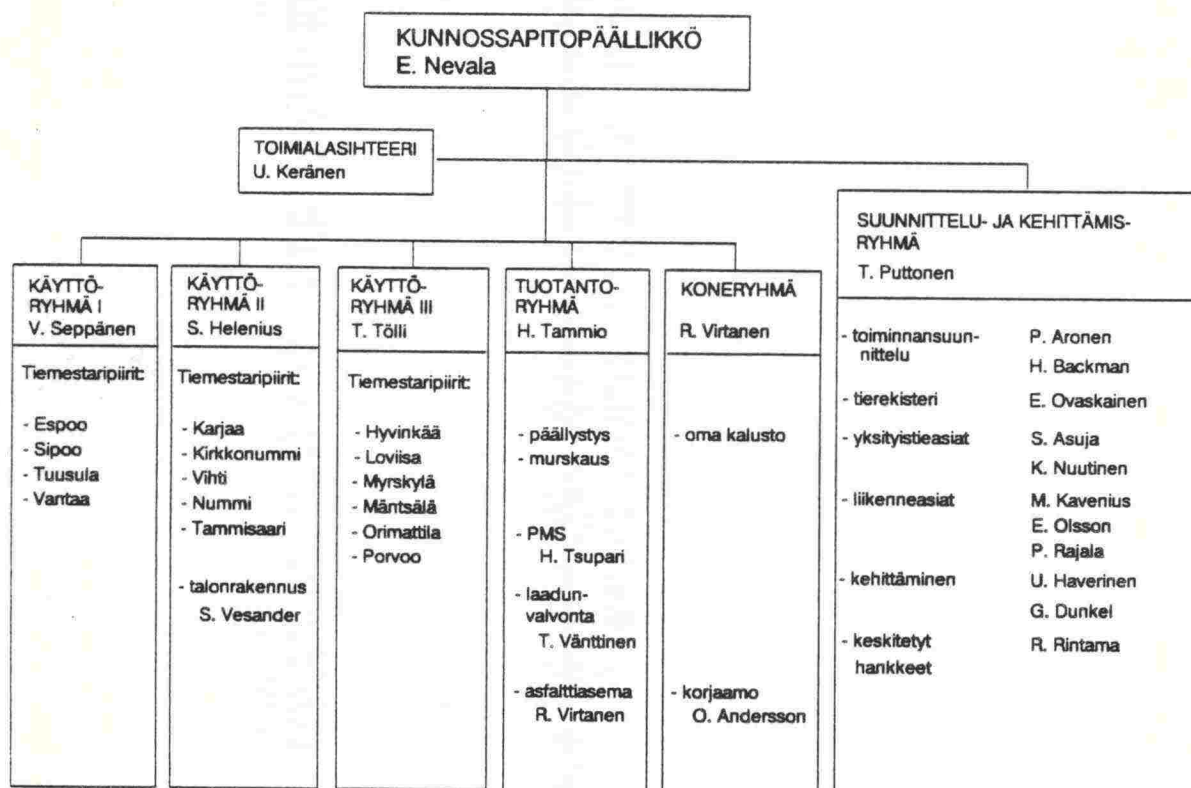 KUNNOSSAPITOPÄÄLLIKKÖ
E. Nevala
TOIMIALASIHTEERI
U. Keränen
KÄYTTÖ-
RYHMÄ I
V. Seppänen
Tiemestaripiirit:
- Espoo
- Sipoo
- Tuusula
- Vantaa
KÄYTTÖ-
RYHMÄ II
S. Helenius
Tiemestaripiirit:
- Karjaa
- Kirkkonummi
- Vihti
- Nummi
- Tammisaari
- talonrakennus
S. Vesander
KÄYTTÖ-
RYHMÄ III
T. Tölli
Tiemestaripiirit:
- Hyvinkää
- Loviisa
- Myrskylä
- Mäntsälä
- Orimattila
- Porvoo
TUOTANTO-
RYHMÄ
H. Tammio
- päällystys
- murskaus
- PMS
H. Tsupari
- laadun-
valvonta
T. Vänttinen
- asfalttiasema
R. Virtanen
KONERYHMÄ
R. Virtanen
- oma kalusto
- korjaamo
O. Andersson
SUUNNITTELU- JA KEHITTÄMIS-
RYHMÄ
T. Puttonen
- toiminnansuun- P. Aronen
nittelu
H. Backman
- tierekisteri E. Ovaskainen
- yksityistieasiat S. Asuja
K. Nuutinen
- liikenneasiat M. Kavenius
E. Olsson
P. Rajala
- kehittäminen U. Haverinen
G. Dunkel
- keskitetyt R. Rintama
hankkeet